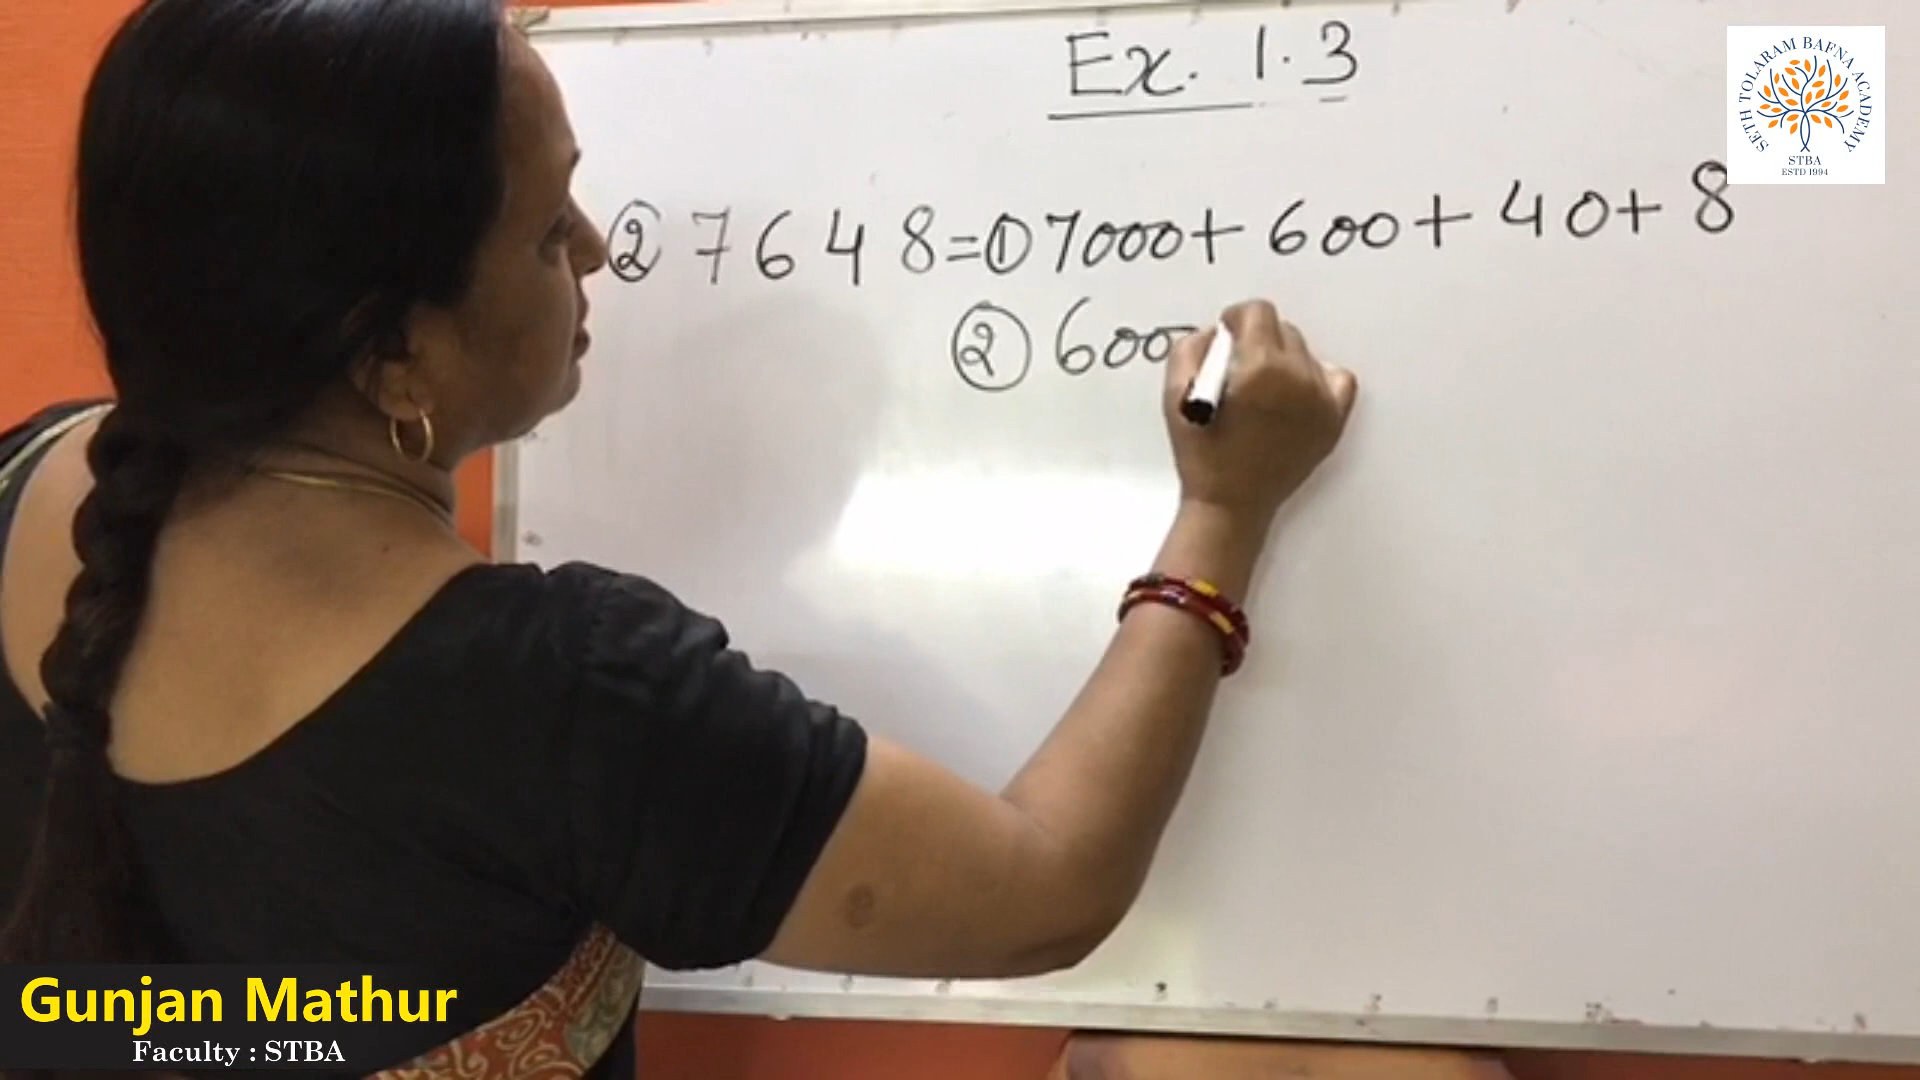 Ex. 1.3
② 7648=① 7000+600+40+8
② 600
SETH TOLARAM BAFNA ACADEMY
STBA
ESTD 1994
Gunjan Mathur
Faculty : STBA